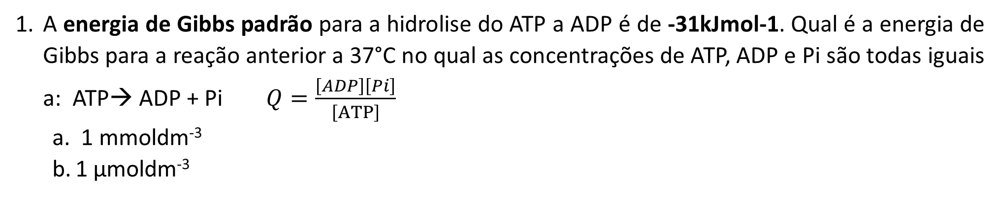 1. A energia de Gibbs padrão para a hidrolise do ATP a ADP é de -31kJmol-1. Qual é a energia de
Gibbs para a reação anterior a 37°C no qual as concentrações de ATP, ADP e Pi são todas iguais
a: ATP→ ADP + Pi Q = [ADP][Pi] / [ATP]
a. 1 mmoldm⁻³
b. 1 µmoldm⁻³